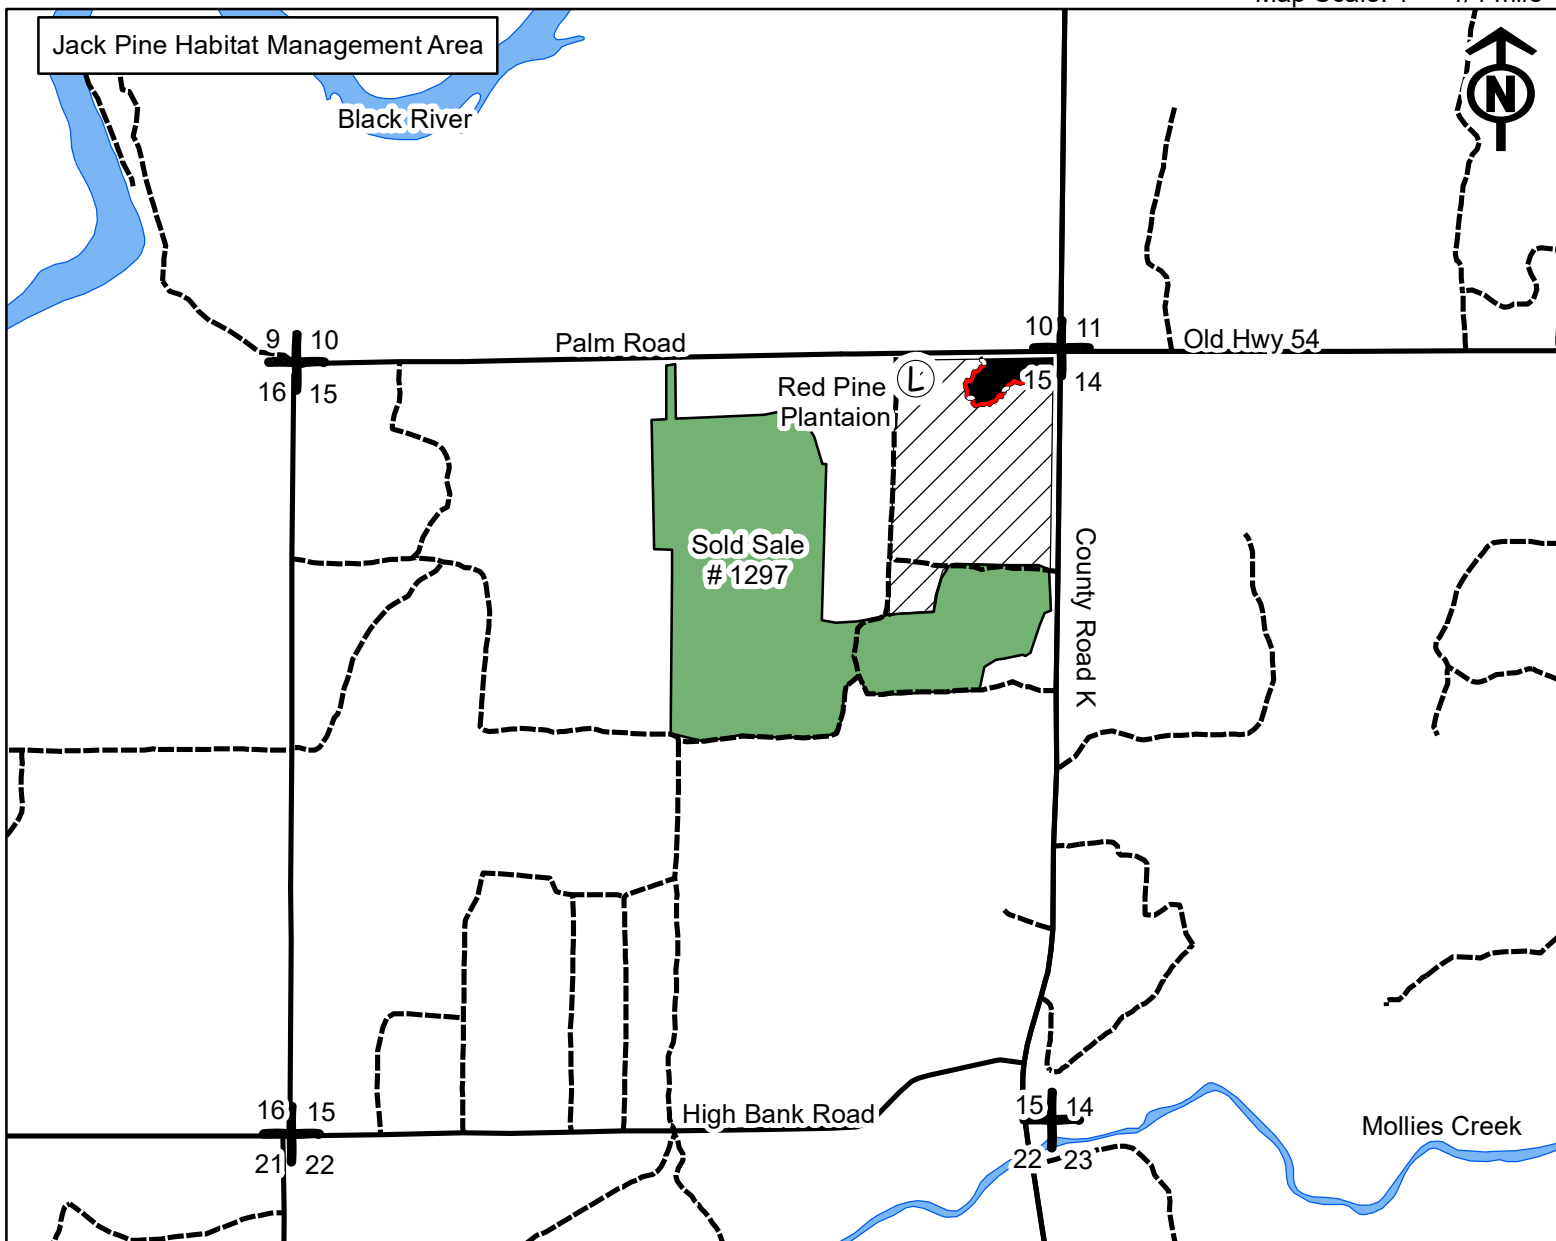 Jack Pine Habitat Management Area
Black River
N
9 10
16 15
Palm Road
10 11
15 14
Old Hwy 54
L
Red Pine
Plantaion
Sold Sale
# 1297
County Road K
16 15
21 22
High Bank Road
15 14
22 23
Mollies Creek